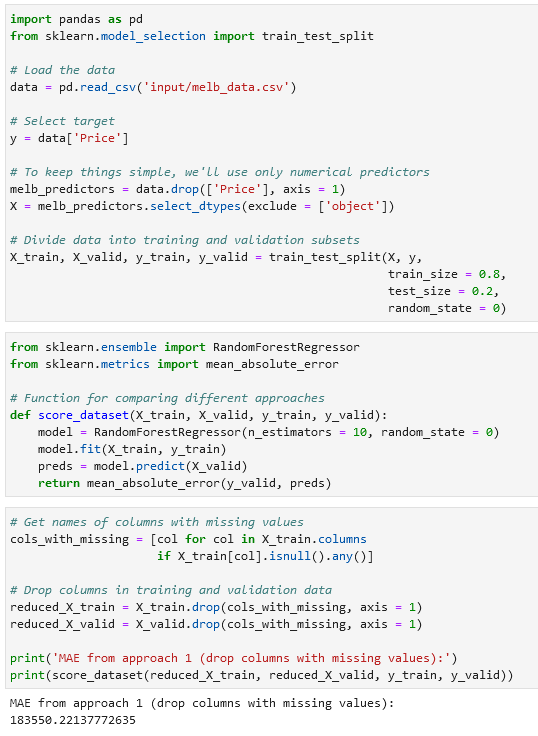 import pandas as pd
from sklearn.model_selection import train_test_split

# Load the data
data = pd.read_csv('input/melb_data.csv')

# Select target
y = data['Price']

# To keep things simple, we'll use only numerical predictors
melb_predictors = data.drop(['Price'], axis = 1)
X = melb_predictors.select_dtypes(exclude = ['object'])

# Divide data into training and validation subsets
X_train, X_valid, y_train, y_valid = train_test_split(X, y,
                                                      train_size = 0.8,
                                                      test_size = 0.2,
                                                      random_state = 0)

from sklearn.ensemble import RandomForestRegressor
from sklearn.metrics import mean_absolute_error

# Function for comparing different approaches
def score_dataset(X_train, X_valid, y_train, y_valid):
    model = RandomForestRegressor(n_estimators = 10, random_state = 0)
    model.fit(X_train, y_train)
    preds = model.predict(X_valid)
    return mean_absolute_error(y_valid, preds)

# Get names of columns with missing values
cols_with_missing = [col for col in X_train.columns
                     if X_train[col].isnull().any()]

# Drop columns in training and validation data
reduced_X_train = X_train.drop(cols_with_missing, axis = 1)
reduced_X_valid = X_valid.drop(cols_with_missing, axis = 1)

print('MAE from approach 1 (drop columns with missing values):')
print(score_dataset(reduced_X_train, reduced_X_valid, y_train, y_valid))

MAE from approach 1 (drop columns with missing values):
183550.22137772635